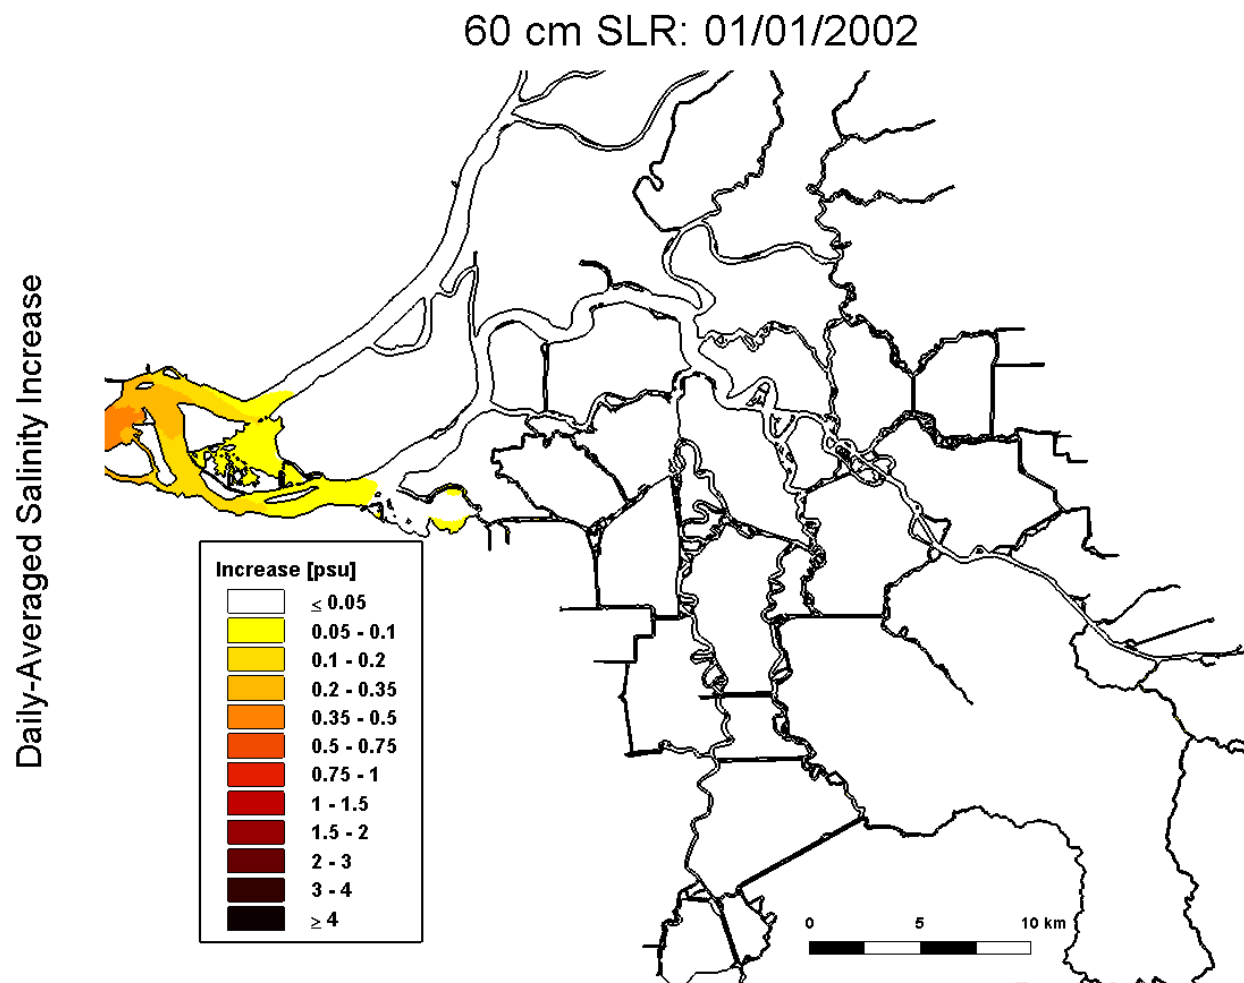 60 cm SLR: 01/01/2002
Daily-Averaged Salinity Increase
Increase [psu]
≤ 0.05
0.05 - 0.1
0.1 - 0.2
0.2 - 0.35
0.35 - 0.5
0.5 - 0.75
0.75 - 1
1 - 1.5
1.5 - 2
2 - 3
3 - 4
≥ 4
0 5 10 km